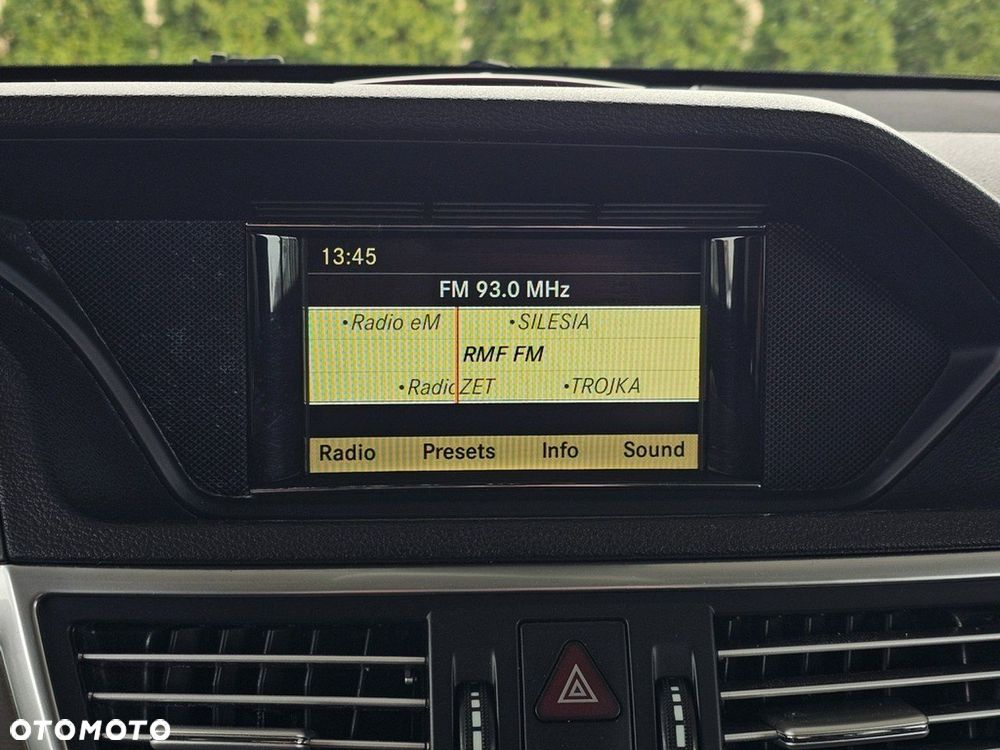 13:45
FM 93.0 MHz
•Radio eM •SILESIA
RMF FM
•Radio ZET •TROJKA
Radio Presets Info Sound
OTOMOTO